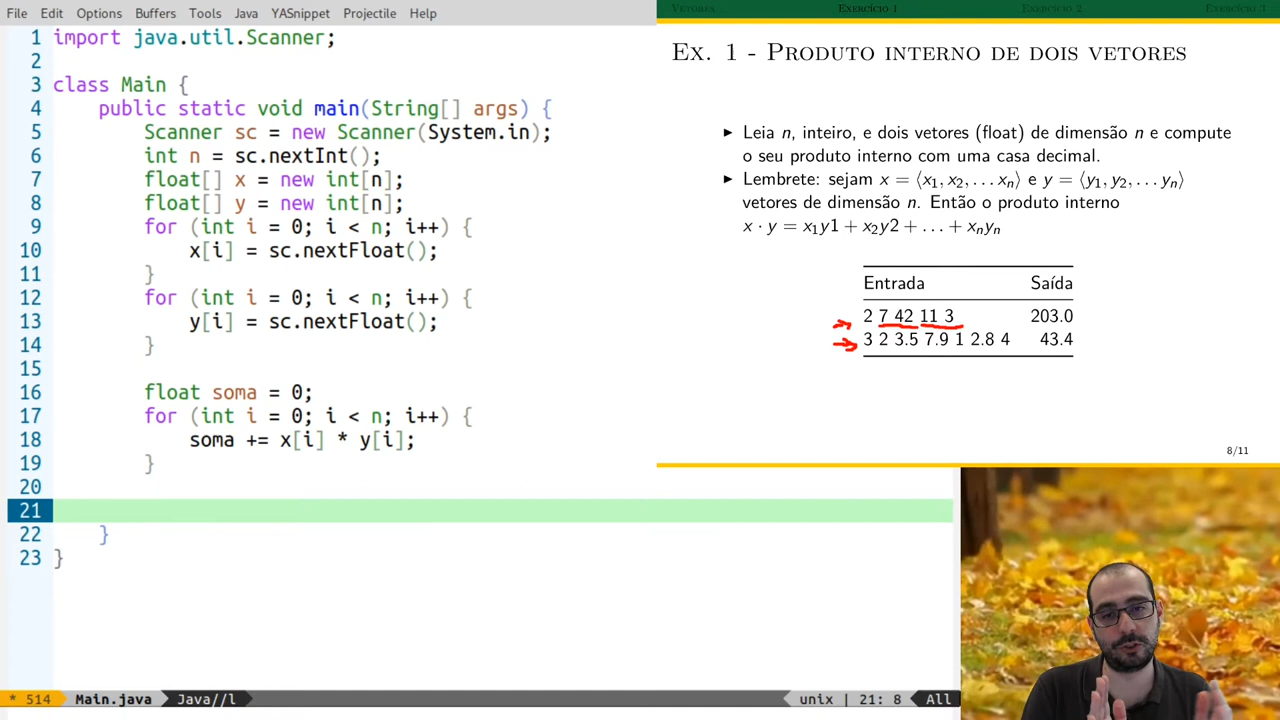 File Edit Options Buffers Tools Java YASnippet Projectile Help
1 import java.util.Scanner;
2
3 class Main {
4 public static void main(String[] args) {
5 Scanner sc = new Scanner(System.in);
6 int n = sc.nextInt();
7 float[] x = new int[n];
8 float[] y = new int[n];
9 for (int i = 0; i < n; i++) {
10 x[i] = sc.nextFloat();
11 }
12 for (int i = 0; i < n; i++) {
13 y[i] = sc.nextFloat();
14 }
15
16 float soma = 0;
17 for (int i = 0; i < n; i++) {
18 soma += x[i] * y[i];
19 }
20
21
22 }
23 }
* 514 Main.java Java//l unix | 21: 8 All
Vetores Exercício 1 Exercício 2 Exercício 3
Ex. 1 - Produto interno de dois vetores
▶ Leia n, inteiro, e dois vetores (float) de dimensão n e compute
o seu produto interno com uma casa decimal.
▶ Lembrete: sejam x = ⟨x₁, x₂, . . . xₙ⟩ e y = ⟨y₁, y₂, . . . yₙ⟩
vetores de dimensão n. Então o produto interno
x · y = x₁y1 + x₂y2 + . . . + xₙyₙ
Entrada Saída
2 7 42 11 3 203.0
3 2 3.5 7.9 1 2.8 4 43.4
8/11